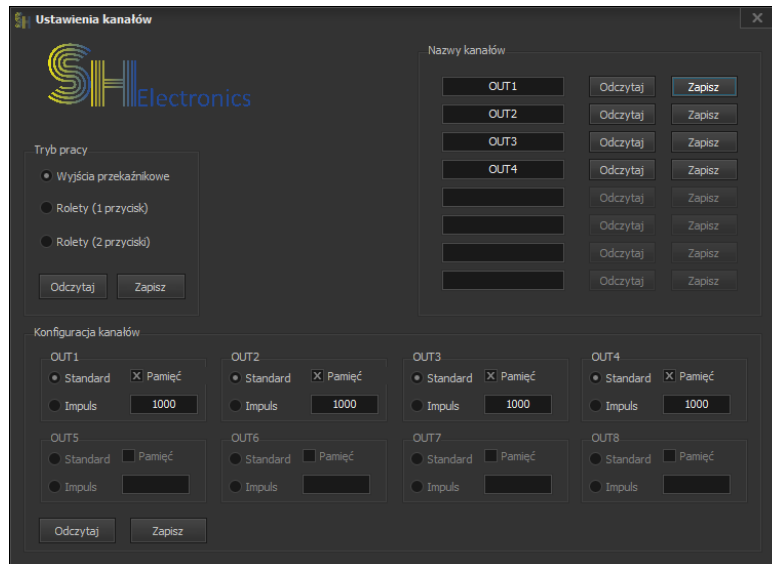 Ustawienia kanałów
SH Electronics
Nazwy kanałów
OUT1 Odczytaj Zapisz
OUT2 Odczytaj Zapisz
OUT3 Odczytaj Zapisz
OUT4 Odczytaj Zapisz
Odczytaj Zapisz
Odczytaj Zapisz
Odczytaj Zapisz
Odczytaj Zapisz
Tryb pracy
Wyjścia przekaźnikowe
Rolety (1 przycisk)
Rolety (2 przyciski)
Odczytaj Zapisz
Konfiguracja kanałów
OUT1 OUT2 OUT3 OUT4
Standard Pamięć Standard Pamięć Standard Pamięć Standard Pamięć
Impuls 1000 Impuls 1000 Impuls 1000 Impuls 1000
OUT5 OUT6 OUT7 OUT8
Standard Pamięć Standard Pamięć Standard Pamięć Standard Pamięć
Impuls Impuls Impuls Impuls
Odczytaj Zapisz